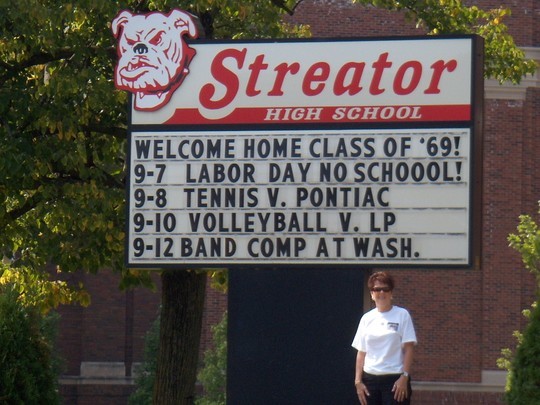 Streator
HIGH SCHOOL
WELCOME HOME CLASS OF '69!
9-7 LABOR DAY NO SCHOOOL!
9-8 TENNIS V. PONTIAC
9-10 VOLLEYBALL V. LP
9-12 BAND COMP AT WASH.